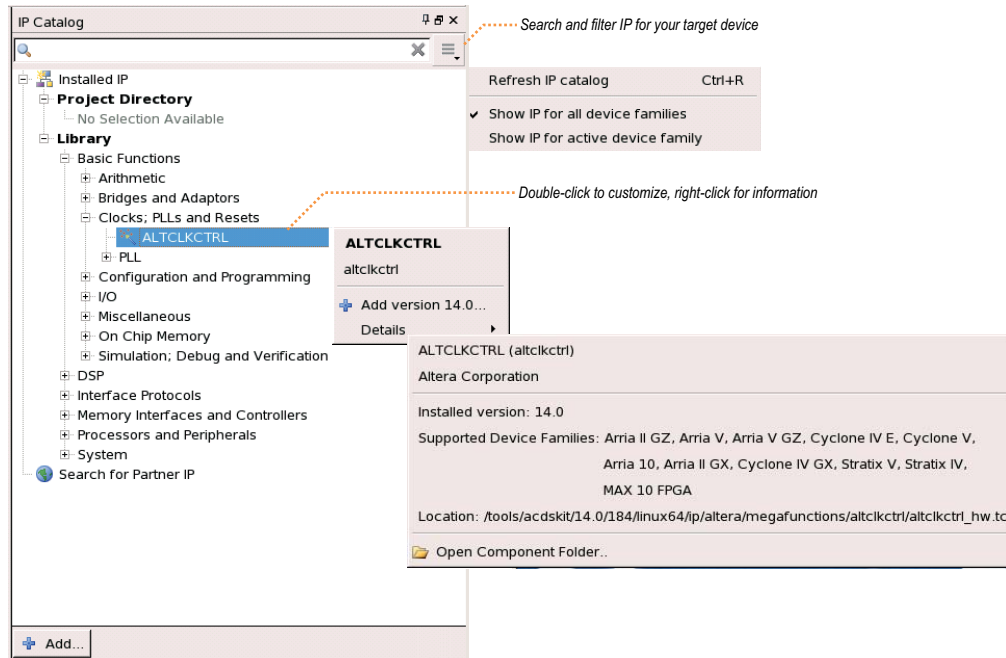 IP Catalog
Search and filter IP for your target device
Installed IP
Project Directory
No Selection Available
Library
Basic Functions
Arithmetic
Bridges and Adaptors
Clocks; PLLs and Resets
ALTCLKCTRL
PLL
Configuration and Programming
I/O
Miscellaneous
On Chip Memory
Simulation; Debug and Verification
DSP
Interface Protocols
Memory Interfaces and Controllers
Processors and Peripherals
System
Search for Partner IP
Add...
Refresh IP catalog Ctrl+R
Show IP for all device families
Show IP for active device family
Double-click to customize, right-click for information
ALTCLKCTRL
altclkctrl
Add version 14.0...
Details
ALTCLKCTRL (altclkctrl)
Altera Corporation
Installed version: 14.0
Supported Device Families: Arria II GZ, Arria V, Arria V GZ, Cyclone IV E, Cyclone V,
Arria 10, Arria II GX, Cyclone IV GX, Stratix V, Stratix IV,
MAX 10 FPGA
Location: /tools/acdskit/14.0/184/linux64/ip/altera/megafunctions/altclkctrl/altclkctrl_hw.tc
Open Component Folder..